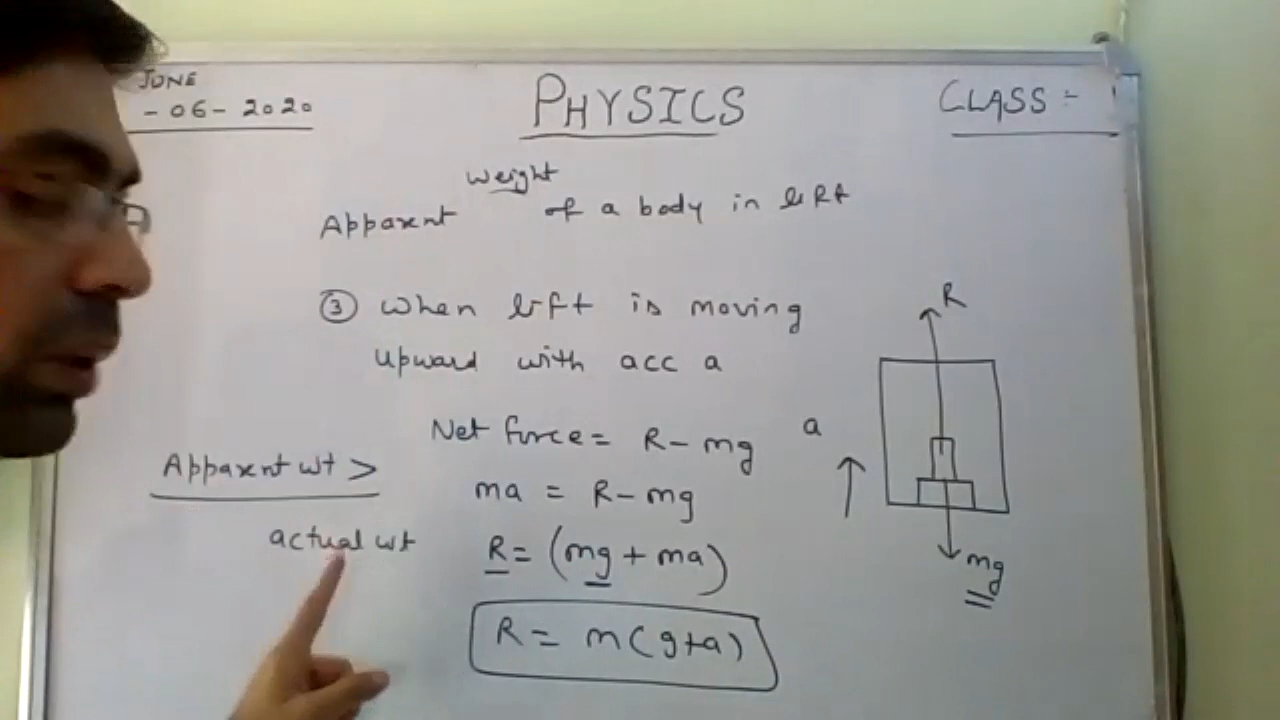 JUNE
-06-2020
PHYSICS
CLASS :-
weight
Apparent of a body in lift
③ when lift is moving
upward with acc a
Net force = R - mg
ma = R - mg
R = (mg + ma)
R = m(g+a)
Apparent wt >
actual wt
R
a
mg